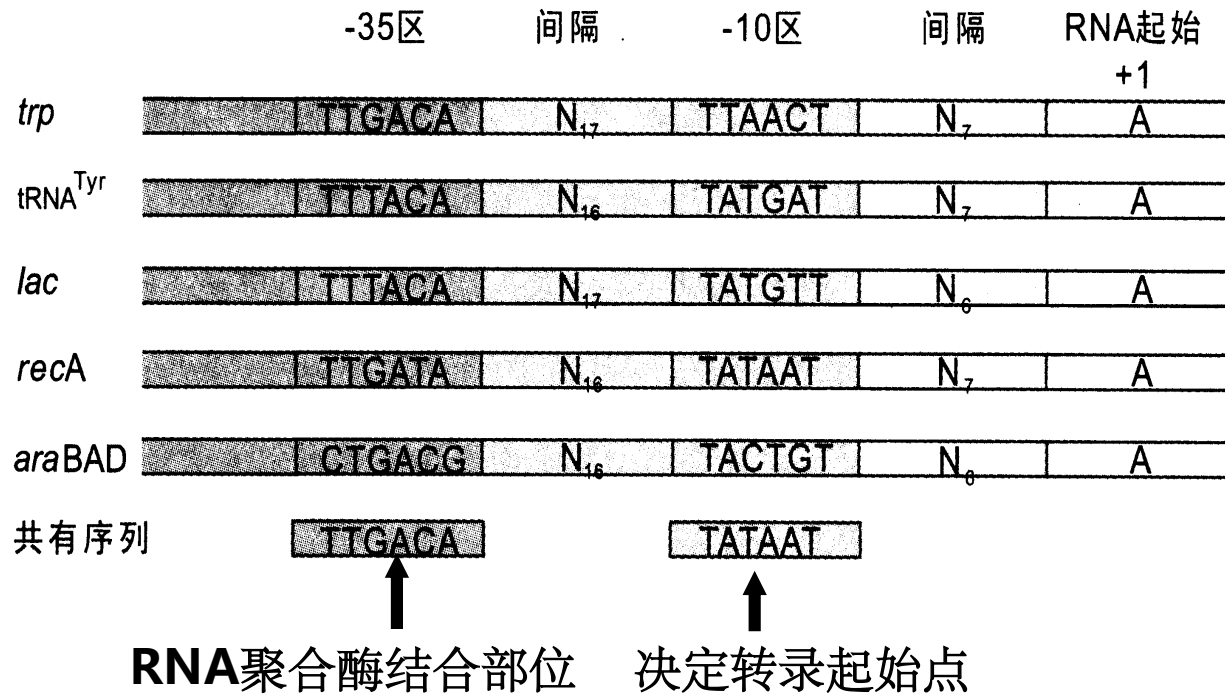 -35区 间隔 -10区 间隔 RNA起始
+1
trp TTGACA N17 TTAACT N7 A
tRNATyr TTTACA N16 TATGAT N7 A
lac TTTACA N17 TATGTT N6 A
recA TTGATA N16 TATAAT N7 A
araBAD CTGACG N16 TACTGT N6 A
共有序列 TTGACA TATAAT
RNA聚合酶结合部位 决定转录起始点